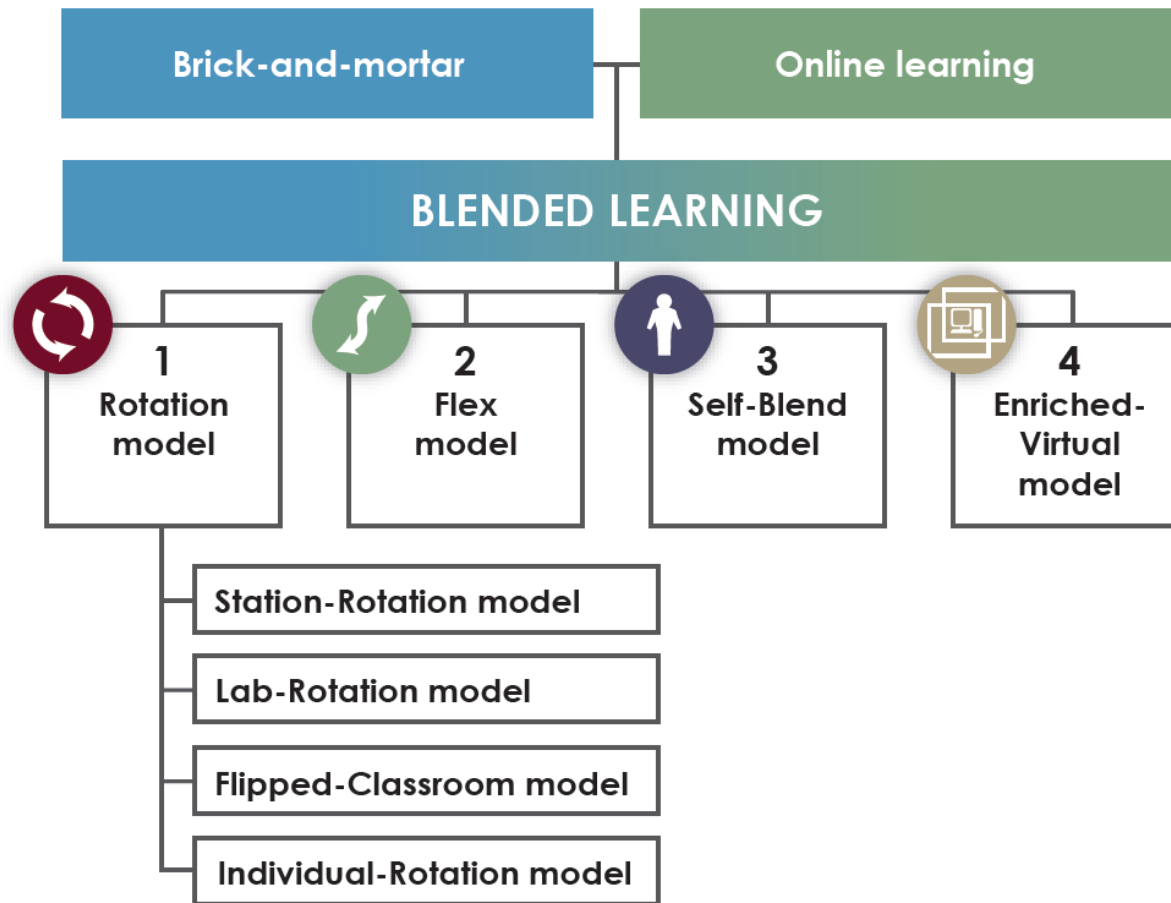 Brick-and-mortar
Online learning
BLENDED LEARNING
1
Rotation
model
2
Flex
model
3
Self-Blend
model
4
Enriched-
Virtual
model
Station-Rotation model
Lab-Rotation model
Flipped-Classroom model
Individual-Rotation model